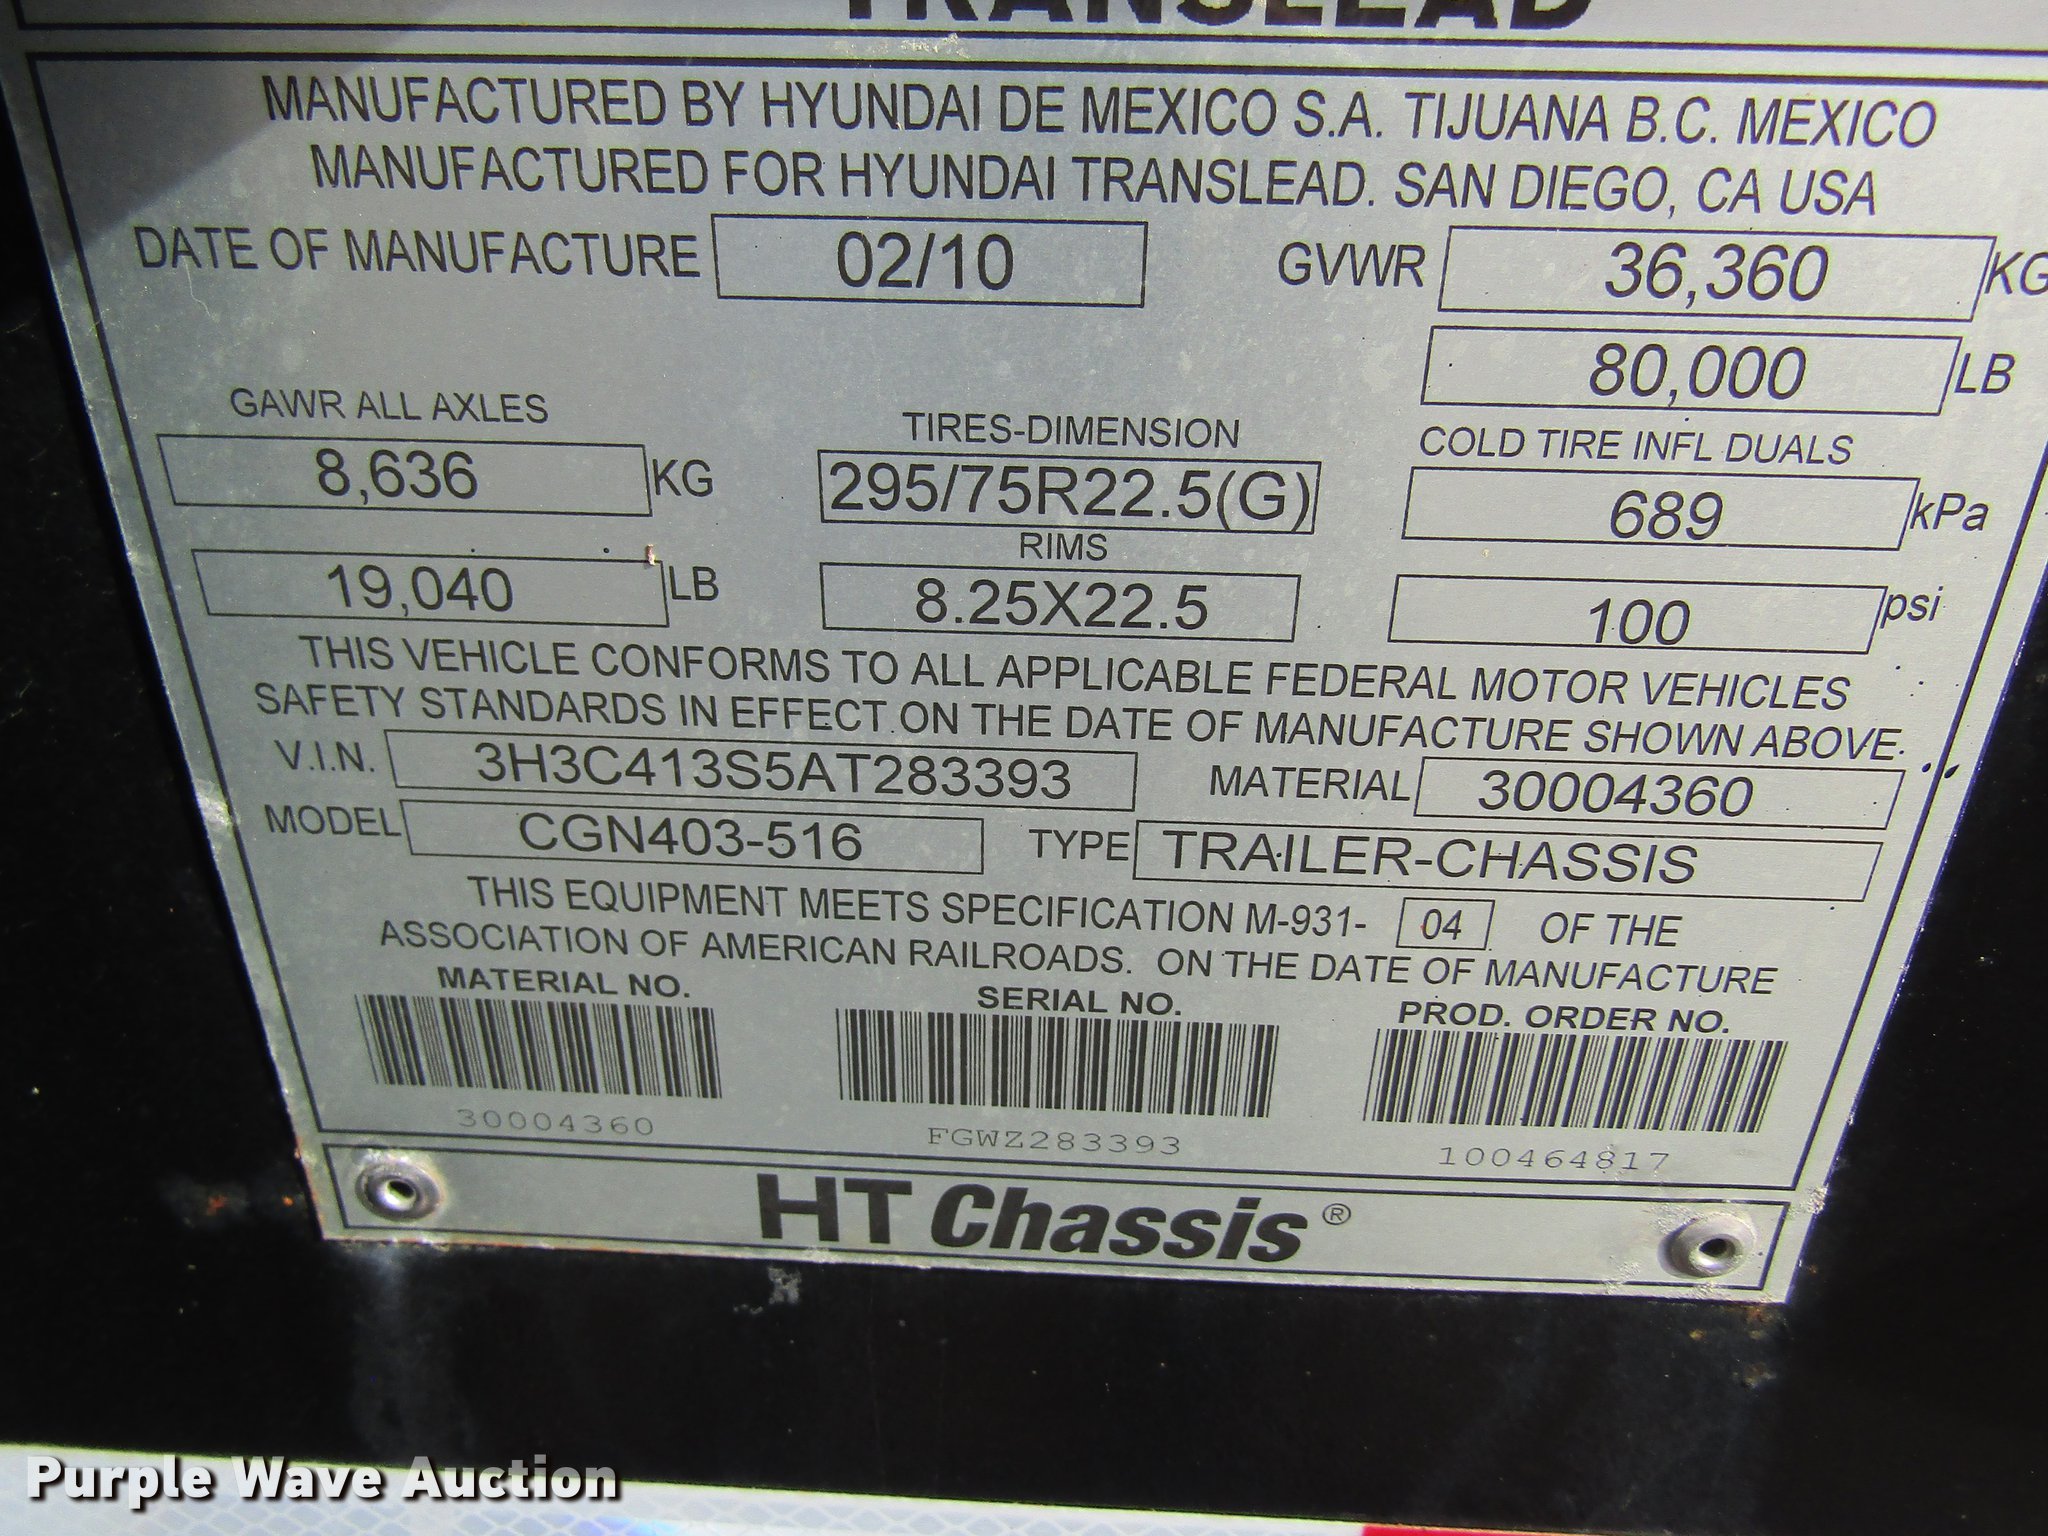 TRANSLEAD
MANUFACTURED BY HYUNDAI DE MEXICO S.A. TIJUANA B.C. MEXICO
MANUFACTURED FOR HYUNDAI TRANSLEAD. SAN DIEGO, CA USA
DATE OF MANUFACTURE 02/10 GVWR 36,360 KG
80,000 LB
GAWR ALL AXLES TIRES-DIMENSION COLD TIRE INFL DUALS
8,636 KG 295/75R22.5(G) 689 kPa
RIMS
19,040 LB 8.25X22.5 100 psi
THIS VEHICLE CONFORMS TO ALL APPLICABLE FEDERAL MOTOR VEHICLES
SAFETY STANDARDS IN EFFECT ON THE DATE OF MANUFACTURE SHOWN ABOVE.
V.I.N. 3H3C413S5AT283393 MATERIAL 30004360
MODEL CGN403-516 TYPE TRAILER-CHASSIS
THIS EQUIPMENT MEETS SPECIFICATION M-931- 04 OF THE
ASSOCIATION OF AMERICAN RAILROADS. ON THE DATE OF MANUFACTURE
MATERIAL NO. SERIAL NO. PROD. ORDER NO.
30004360 FGWZ283393 100464817
HT Chassis®
Purple Wave Auction